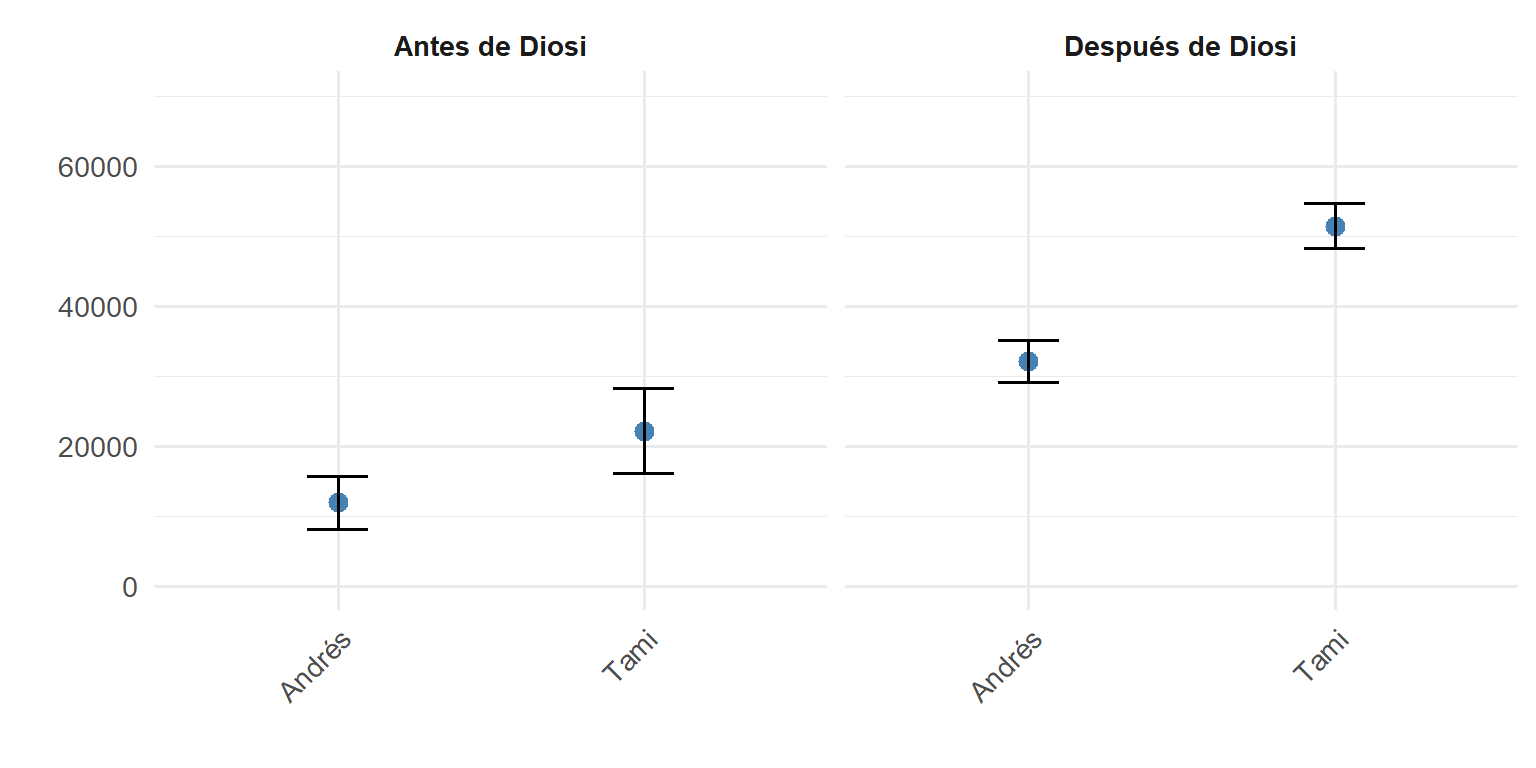 Antes de Diosi
Después de Diosi
60000
40000
20000
0
Andrés
Tami
Andrés
Tami